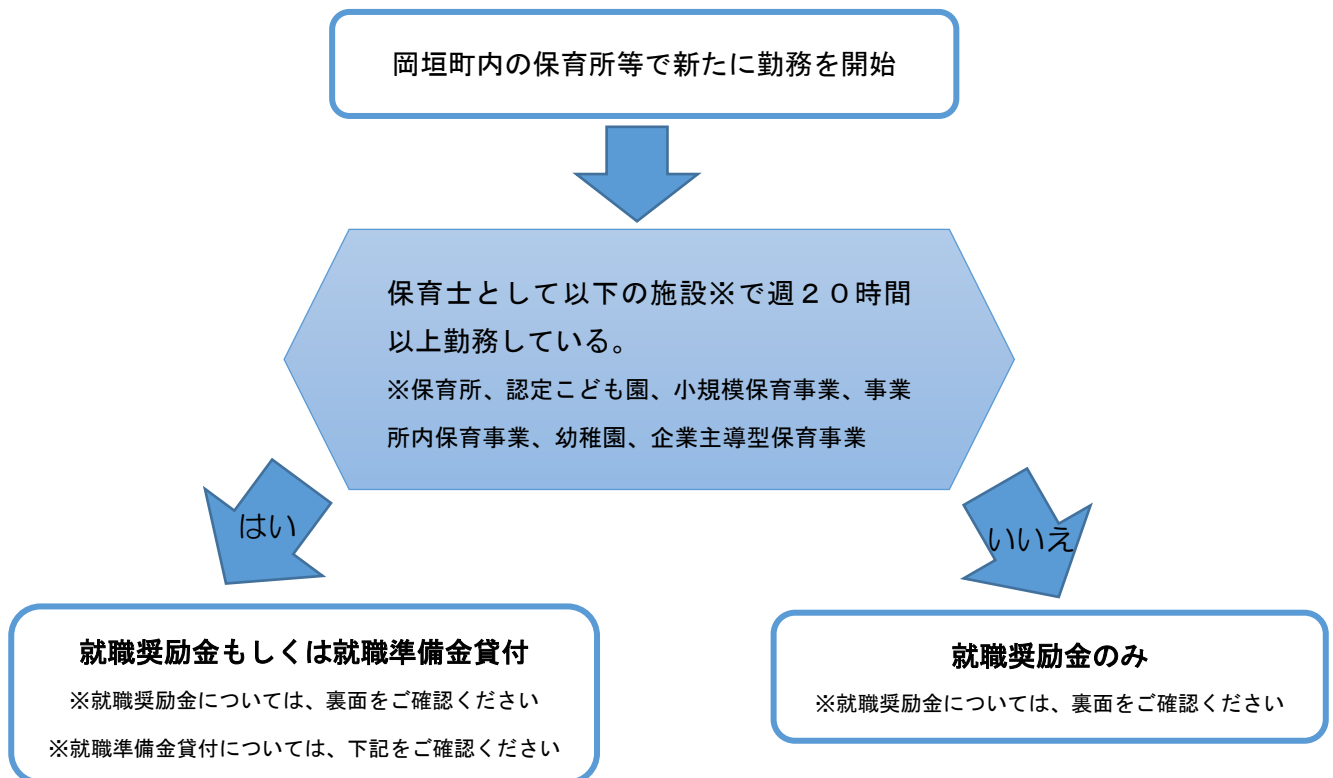 岡垣町内の保育所等で新たに勤務を開始
保育士として以下の施設※で週２０時間
以上勤務している。
※保育所、認定こども園、小規模保育事業、事業
所内保育事業、幼稚園、企業主導型保育事業
はい
いいえ
就職奨励金もしくは就職準備金貸付
※就職奨励金については、裏面をご確認ください
※就職準備金貸付については、下記をご確認ください
就職奨励金のみ
※就職奨励金については、裏面をご確認ください